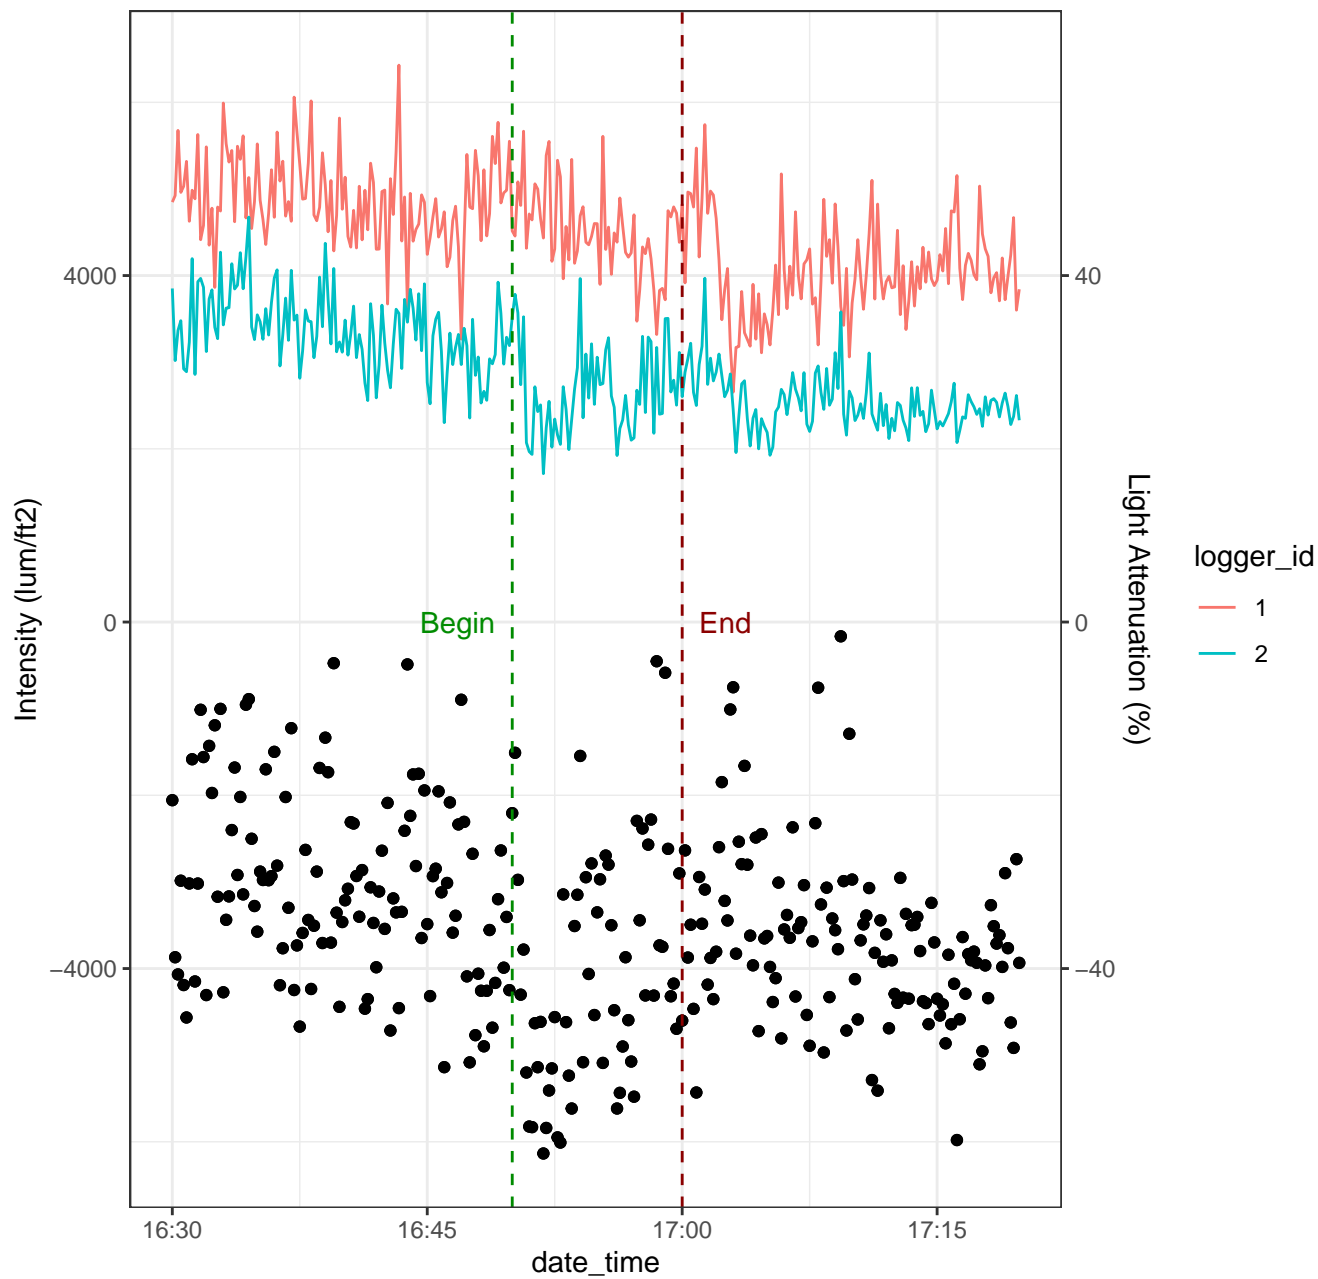 Intensity (lum/ft2)
4000
0
−4000
Begin
End
40
0
−40
Light Attenuation (%)
logger_id
1
2
16:30
16:45
17:00
17:15
date_time